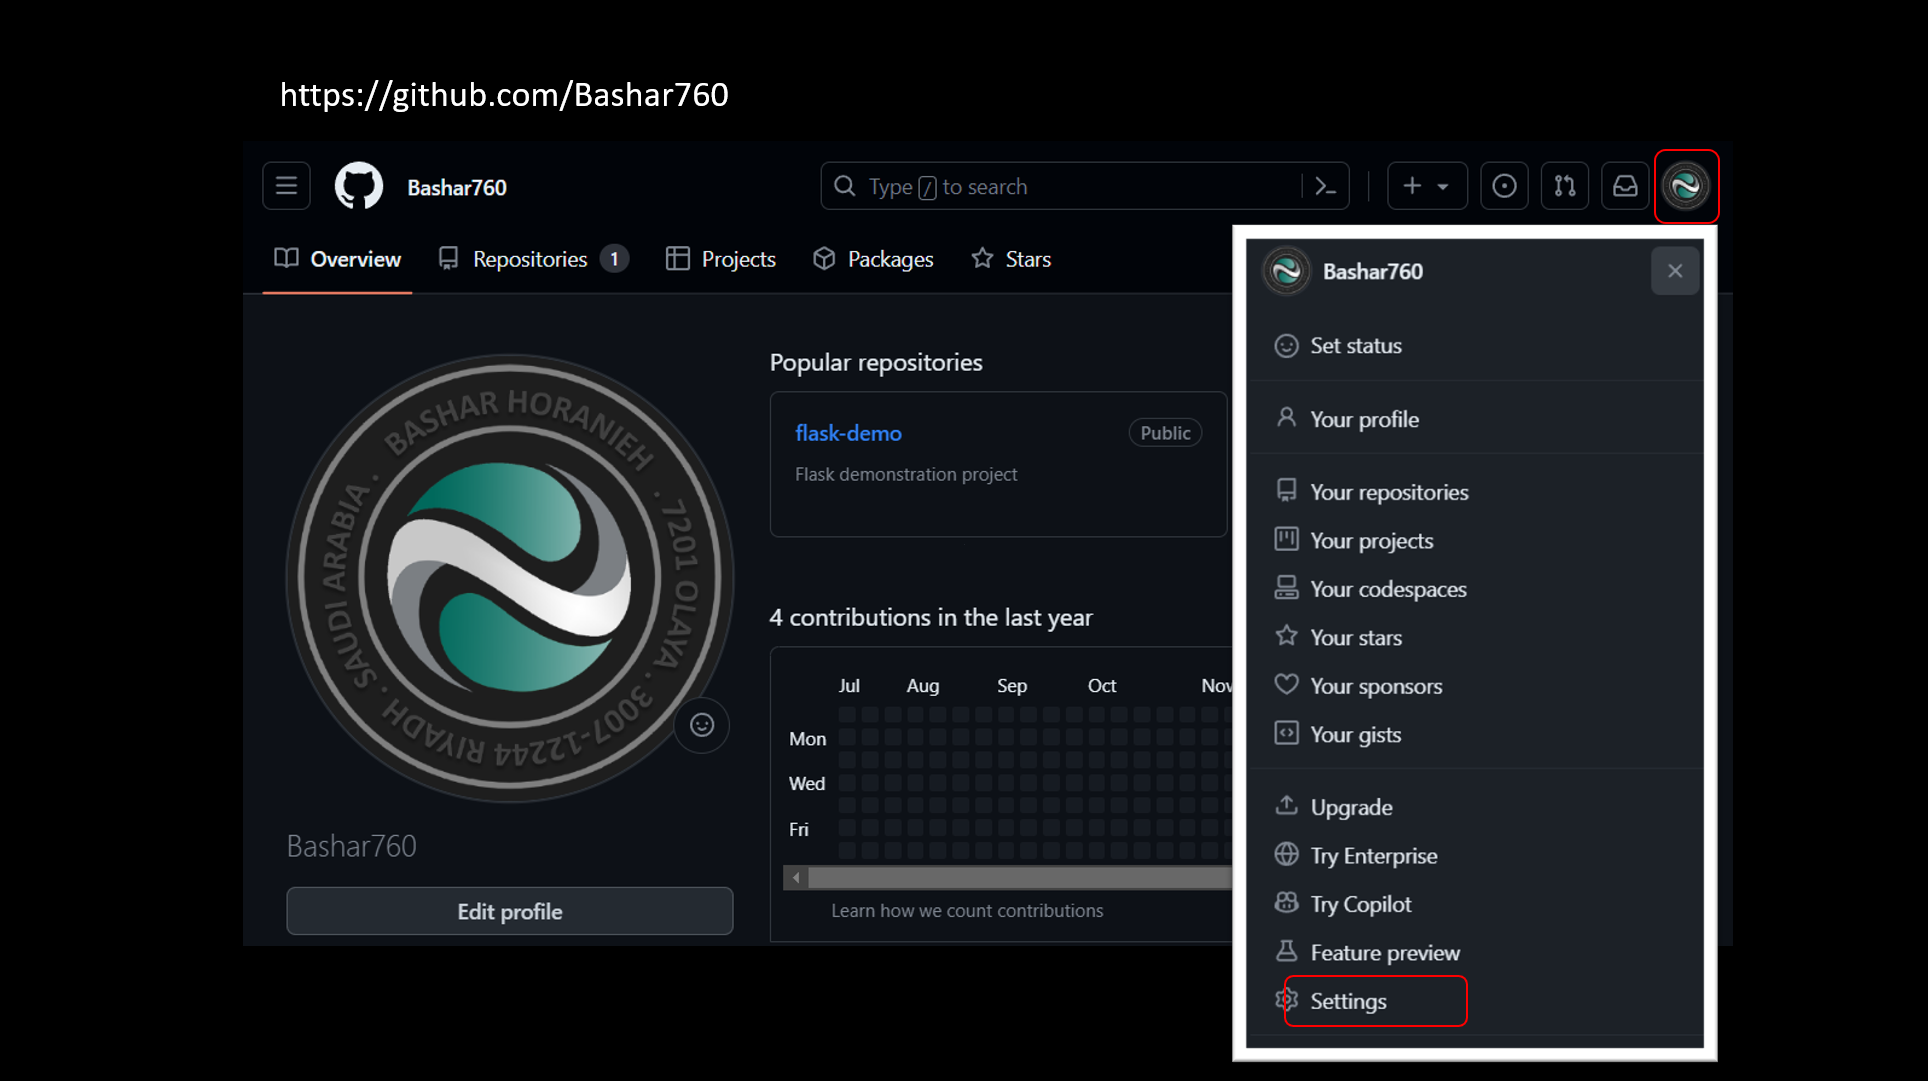 https://github.com/Bashar760
Bashar760
Type / to search
Overview
Repositories 1
Projects
Packages
Stars
BASHAR HORANIEH . 7201 OLAYA . 3007-12244 RIYADH . SAUDI ARABIA .
Bashar760
Edit profile
Popular repositories
flask-demo
Public
Flask demonstration project
4 contributions in the last year
Jul Aug Sep Oct Nov
Mon
Wed
Fri
Learn how we count contributions
Bashar760
Set status
Your profile
Your repositories
Your projects
Your codespaces
Your stars
Your sponsors
Your gists
Upgrade
Try Enterprise
Try Copilot
Feature preview
Settings